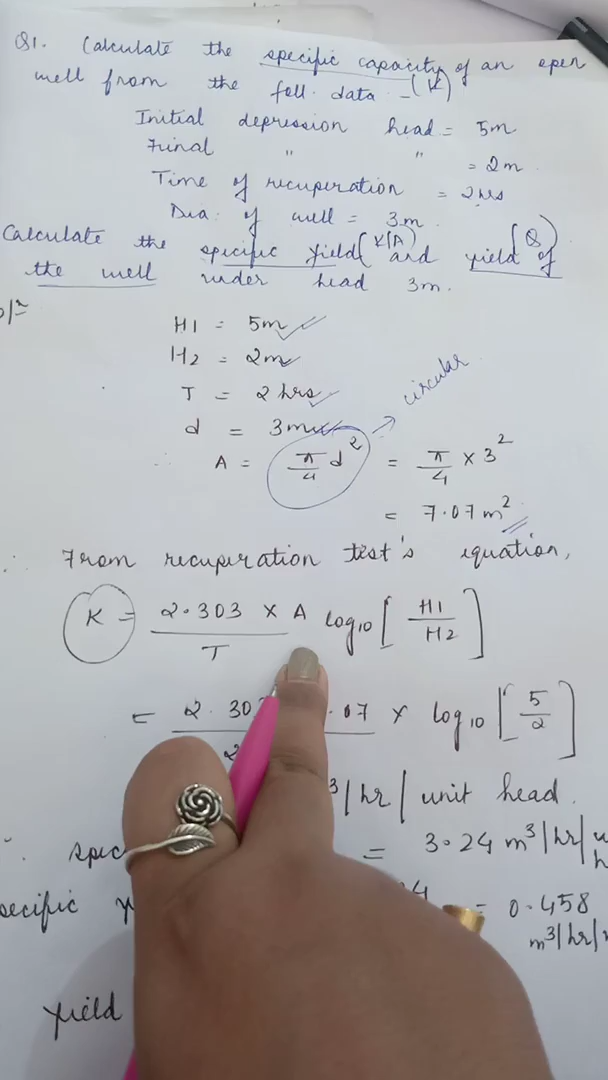 Q1. Calculate the specific capacity of an open
well from the foll. data - (K)
Initial depression head = 5m
Final " " = 2m.
Time of recuperation = 2hrs
Dia. of well = 3m.
Calculate the specific yield (K/A) and yield (Q) of
the well under head 3m.
H1 = 5m
H2 = 2m
T = 2 hrs
d = 3m
circular
∴ A = π/4 d² = π/4 × 3²
= 7.07 m²
∴ From recuperation test's equation,
K = 2.303 × A / T log10 [H1/H2]
= 2. 30 .07 × log10 [5/2]
³/hr/ unit head.
= 3.24 m³/hr/
= 0.458
m³/hr/
Yield